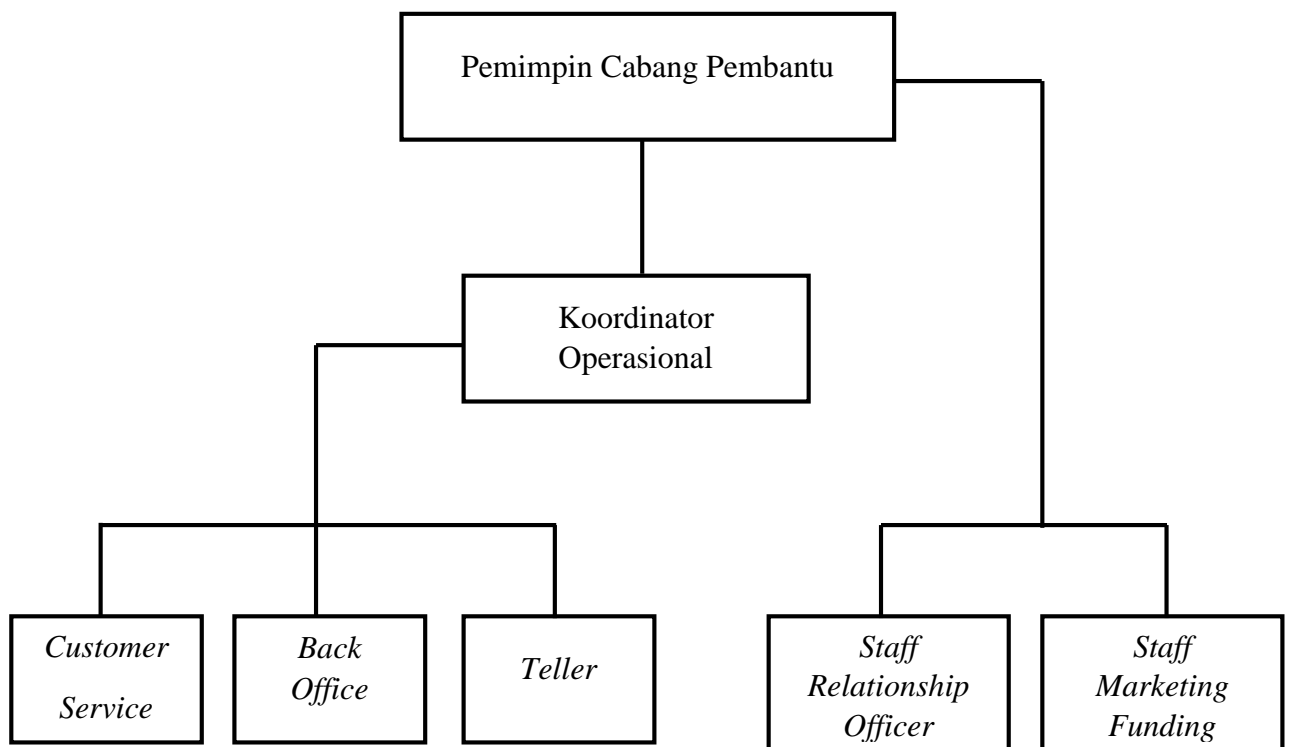 Pemimpin Cabang Pembantu
Koordinator
Operasional
Customer
Service
Back
Office
Teller
Staff
Relationship
Officer
Staff
Marketing
Funding